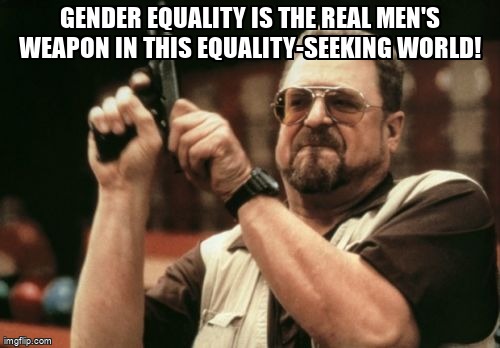 GENDER EQUALITY IS THE REAL MEN'S
WEAPON IN THIS EQUALITY-SEEKING WORLD!
imgflip.com